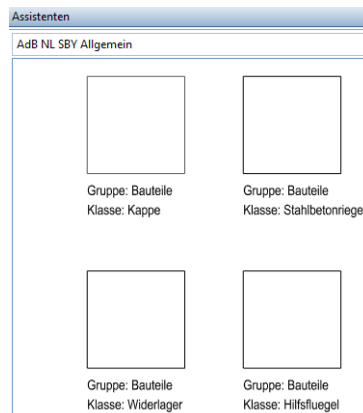 Assistenten
AdB NL SBY Allgemein
Gruppe: Bauteile
Klasse: Kappe
Gruppe: Bauteile
Klasse: Stahlbetonriege
Gruppe: Bauteile
Klasse: Widerlager
Gruppe: Bauteile
Klasse: Hilfsfluegel